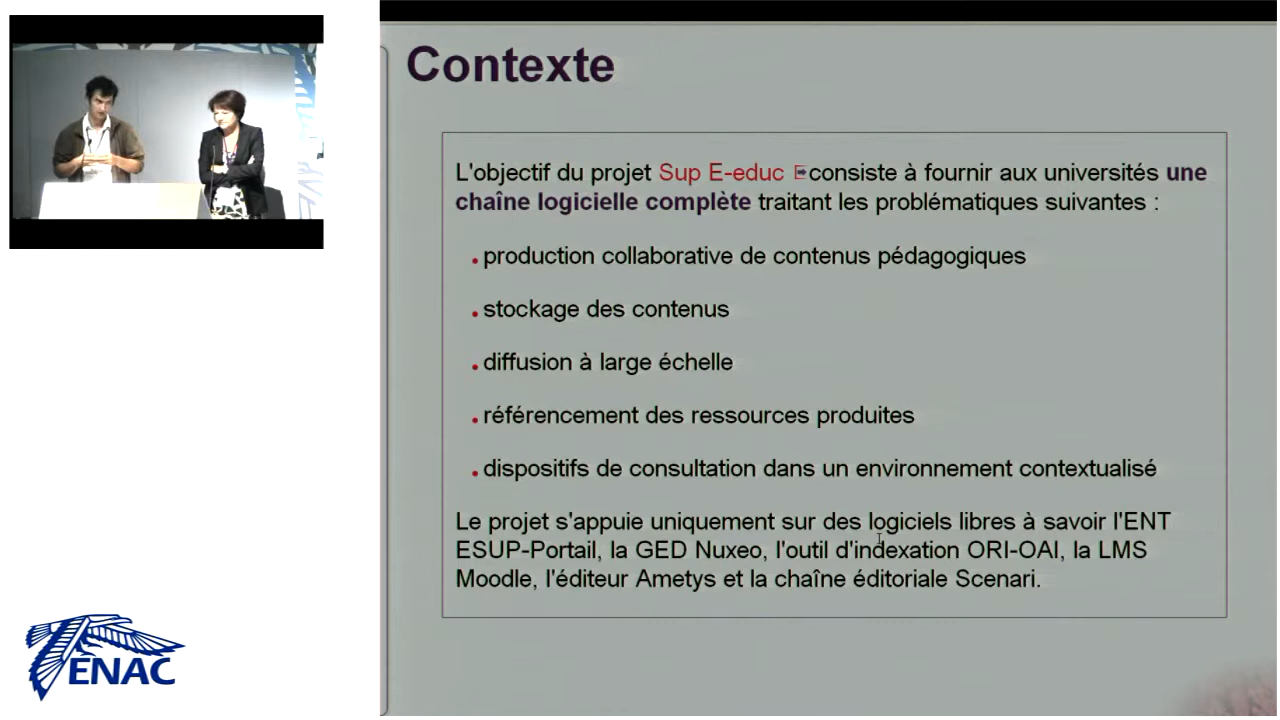 Contexte
L'objectif du projet Sup E-educ consiste à fournir aux universités une
chaîne logicielle complète traitant les problématiques suivantes :
production collaborative de contenus pédagogiques
stockage des contenus
diffusion à large échelle
référencement des ressources produites
dispositifs de consultation dans un environnement contextualisé
Le projet s'appuie uniquement sur des logiciels libres à savoir l'ENT
ESUP-Portail, la GED Nuxeo, l'outil d'indexation ORI-OAI, la LMS
Moodle, l'éditeur Ametys et la chaîne éditoriale Scenari.
ENAC